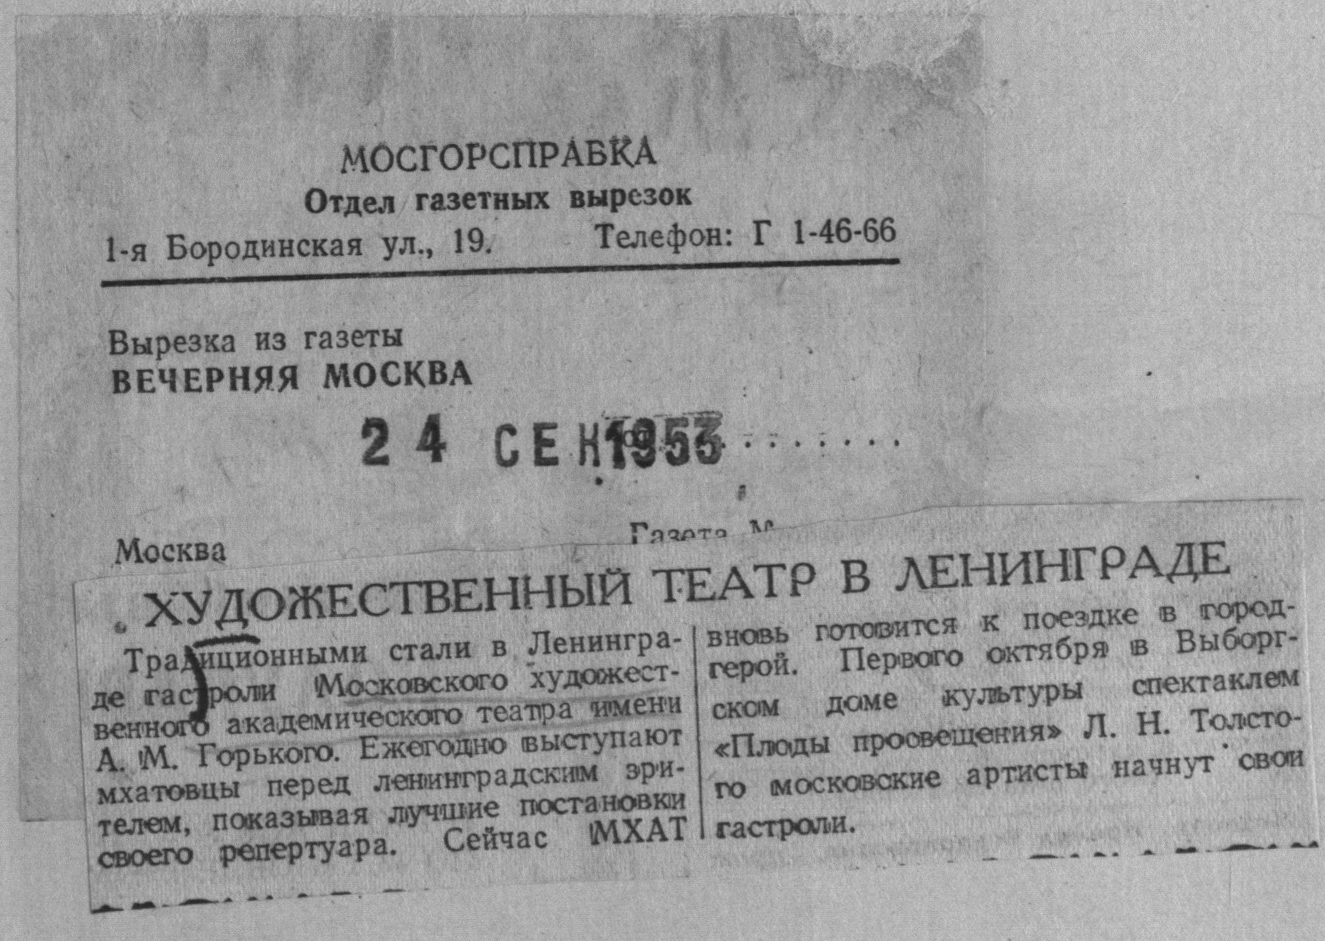 МОСГОРСПРАВКА
Отдел газетных вырезок
1-я Бородинская ул., 19. Телефон: Г 1-46-66
Вырезка из газеты
ВЕЧЕРНЯЯ МОСКВА
24 СЕН 1953
Москва
Газета
ХУДОЖЕСТВЕННЫЙ ТЕАТР В ЛЕНИНГРАДЕ
Традиционными стали в Ленингра-
де гастроли Московского художест-
венного академического театра имени
А. М. Горького. Ежегодно выступают
мхатовцы перед ленинградским зри-
телем, показывая лучшие постановки
своего репертуара. Сейчас МХАТ
вновь готовится к поездке в город-
герой. Первого октября в Выборг-
ском доме культуры спектаклем
«Плоды просвещения» Л. Н. Толсто-
го московские артисты начнут свои
гастроли.